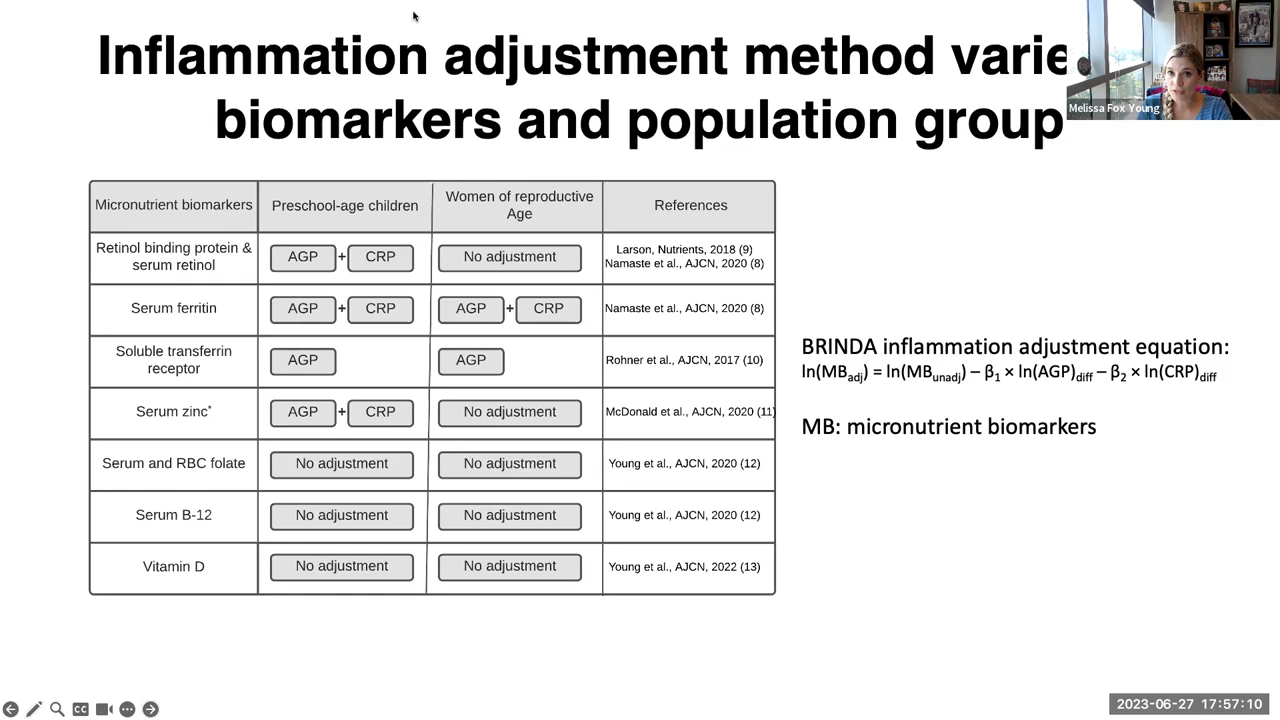 Inflammation adjustment method varie
biomarkers and population group
Melissa Fox Young
Micronutrient biomarkers Preschool-age children Women of reproductive Age References
Retinol binding protein & serum retinol AGP + CRP No adjustment Larson, Nutrients, 2018 (9) Namaste et al., AJCN, 2020 (8)
Serum ferritin AGP + CRP AGP + CRP Namaste et al., AJCN, 2020 (8)
Soluble transferrin receptor AGP AGP Rohner et al., AJCN, 2017 (10)
Serum zinc* AGP + CRP No adjustment McDonald et al., AJCN, 2020 (11)
Serum and RBC folate No adjustment No adjustment Young et al., AJCN, 2020 (12)
Serum B-12 No adjustment No adjustment Young et al., AJCN, 2020 (12)
Vitamin D No adjustment No adjustment Young et al., AJCN, 2022 (13)
BRINDA inflammation adjustment equation:
ln(MBadj) = ln(MBunadj) – β1 × ln(AGP)diff – β2 × ln(CRP)diff
MB: micronutrient biomarkers
CC
2023-06-27 17:57:10